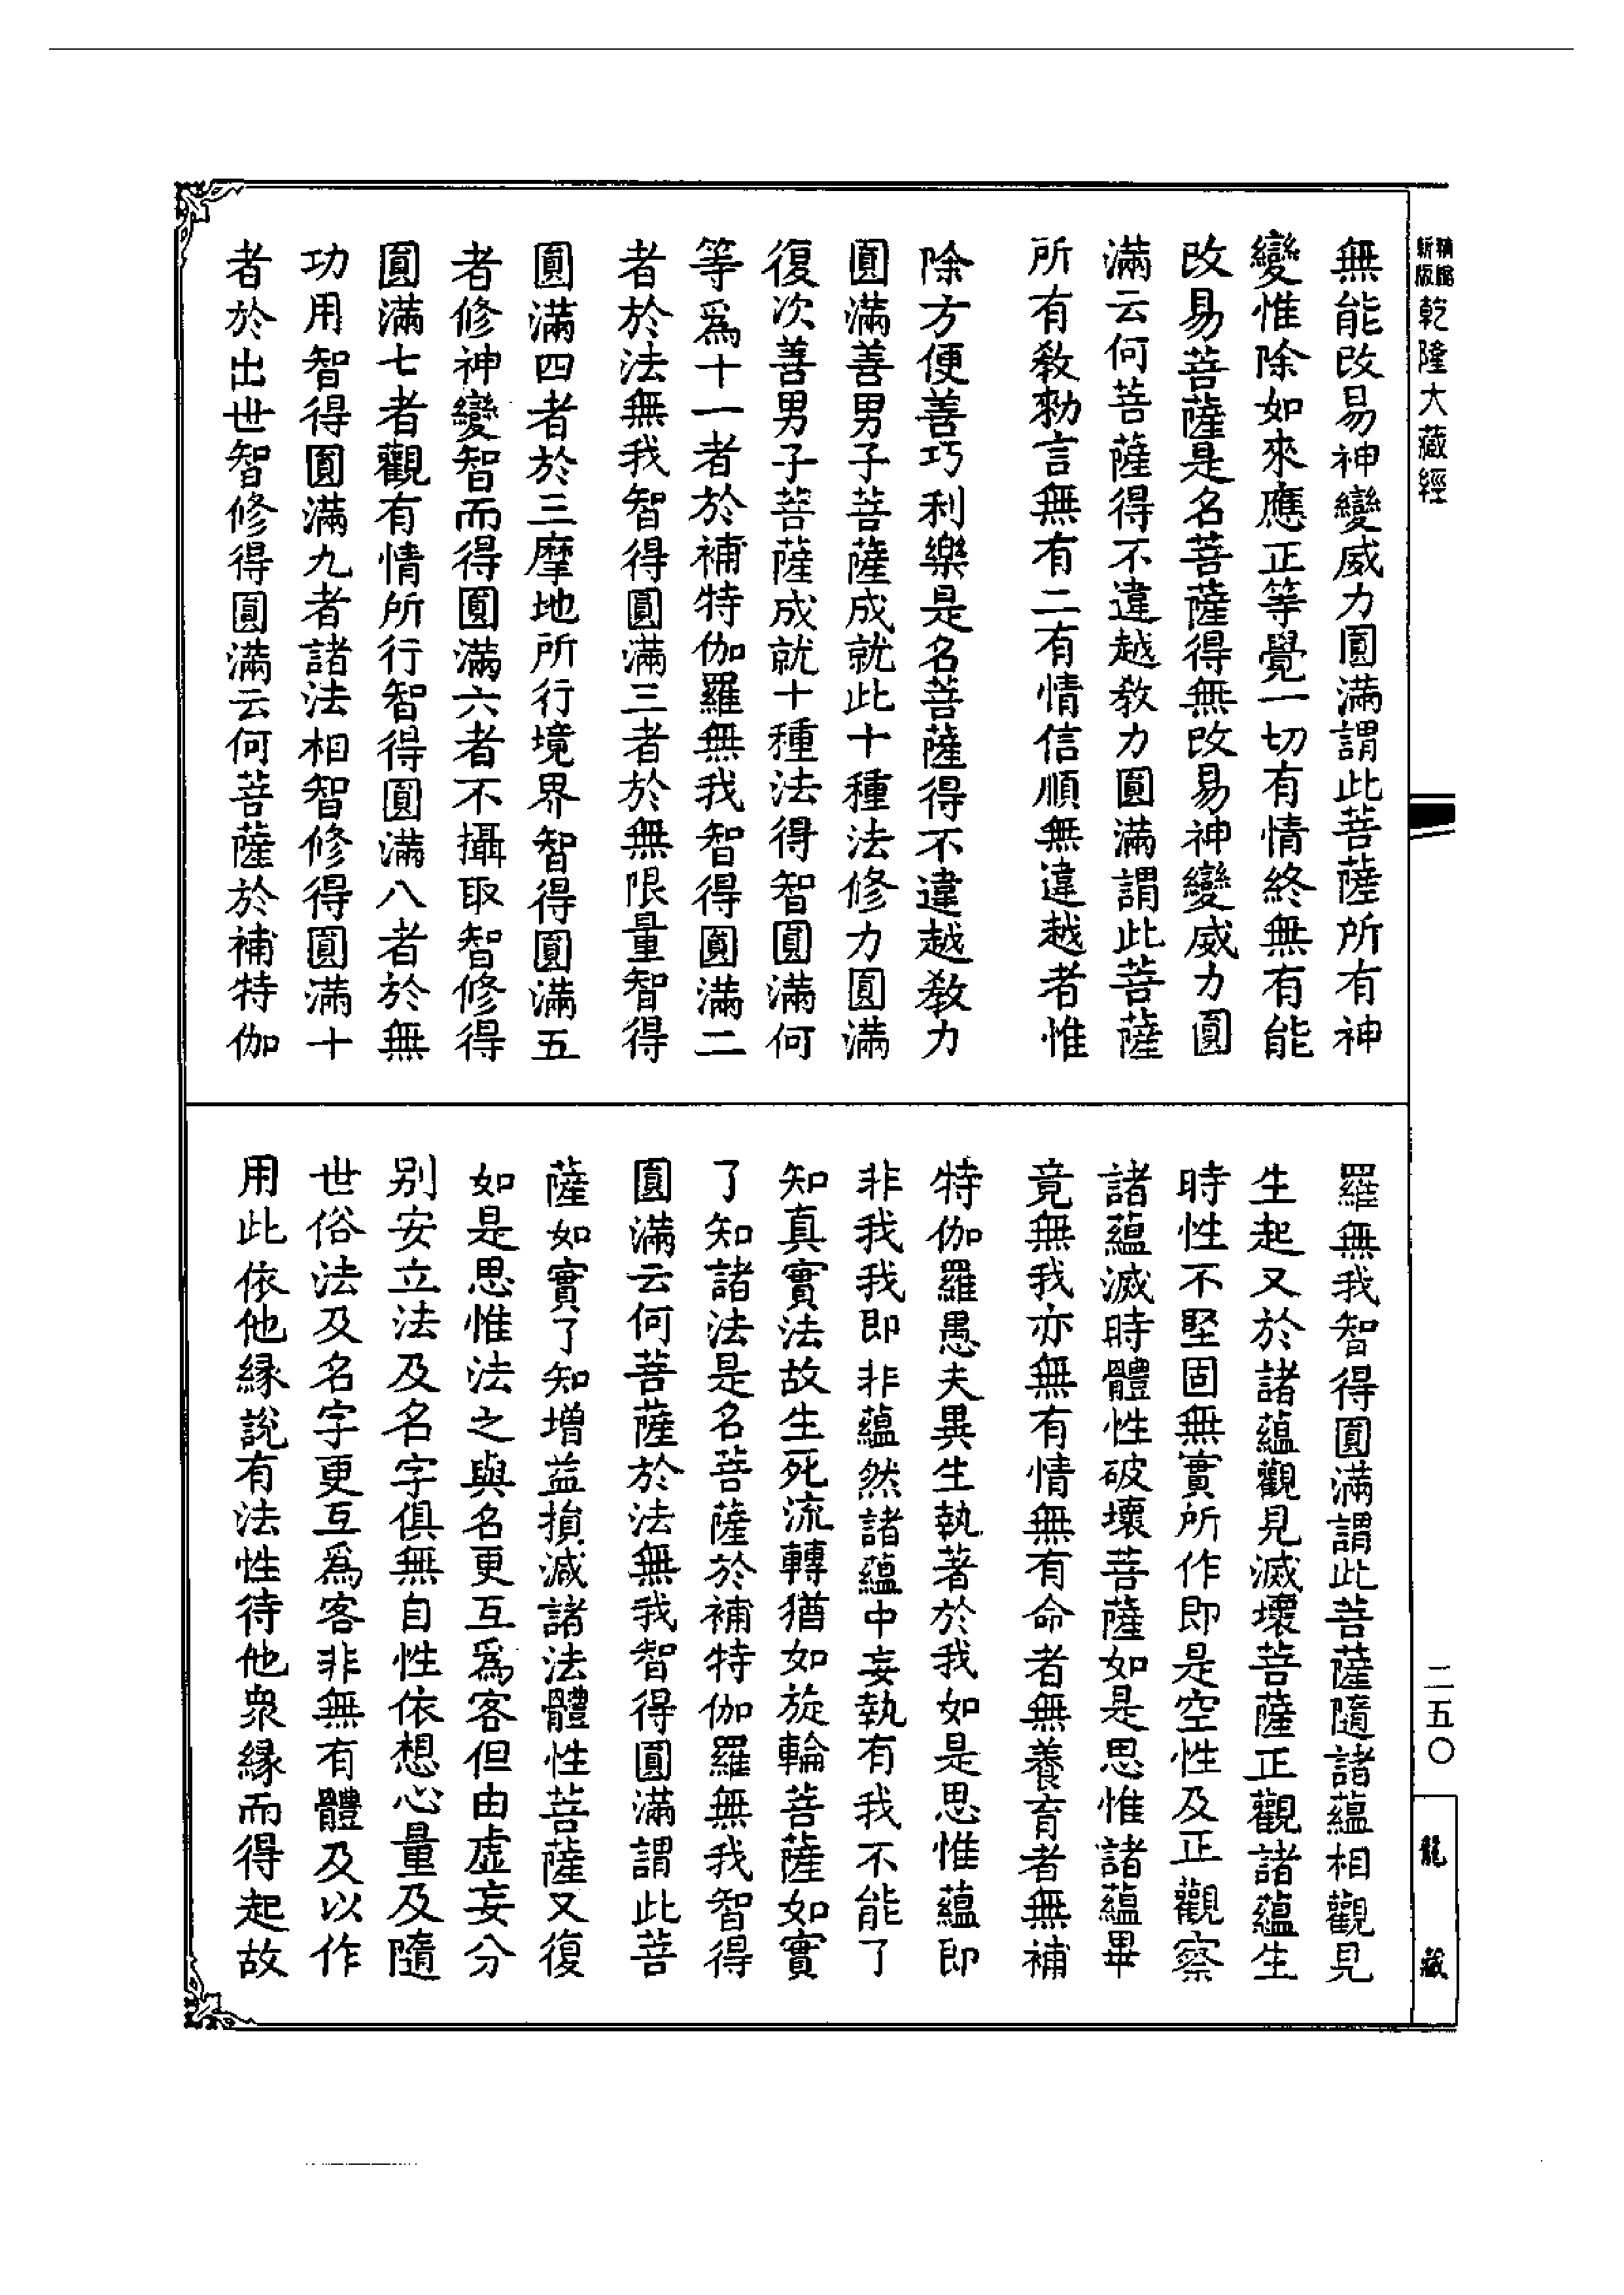 精縮新版乾隆大藏經
無能改易神變威力圓滿謂此菩薩所有神
變惟除如來應正等覺一切有情終無有能
改易菩薩是名菩薩得無改易神變威力圓
滿云何菩薩得不違越教力圓滿謂此菩薩
所有教勅言無有二有情信順無違越者惟
除方便善巧利樂是名菩薩得不違越教力
圓滿善男子菩薩成就此十種法修力圓滿
復次善男子菩薩成就十種法得智圓滿何
等爲十一者於補特伽羅無我智得圓滿二
者於法無我智得圓滿三者於無限量智得
圓滿四者於三摩地所行境界智得圓滿五
者修神變智而得圓滿六者不攝取智修得
圓滿七者觀有情所行智得圓滿八者於無
功用智得圓滿九者諸法相智修得圓滿十
者於出世智修得圓滿云何菩薩於補特伽
羅無我智得圓滿謂此菩薩隨諸蘊相觀見
生起又於諸蘊觀見滅壞菩薩正觀諸蘊生
時性不堅固無實所作即是空性及正觀察
諸蘊滅時體性破壞菩薩如是思惟諸蘊畢
竟無我亦無有情無有命者無養育者無補
特伽羅愚夫異生執著於我如是思惟蘊即
非我我即非蘊然諸蘊中妄執有我不能了
知真實法故生死流轉猶如旋輪菩薩如實
了知諸法是名菩薩於補特伽羅無我智得
圓滿云何菩薩於法無我智得圓滿謂此菩
薩如實了知增益損減諸法體性菩薩又復
如是思惟法之與名更互爲客但由虛妄分
别安立法及名字俱無自性依想心量及隨
世俗法及名字更互爲客非無有體及以作
用此依他緣說有法性待他衆緣而得起故
二五〇
龍藏